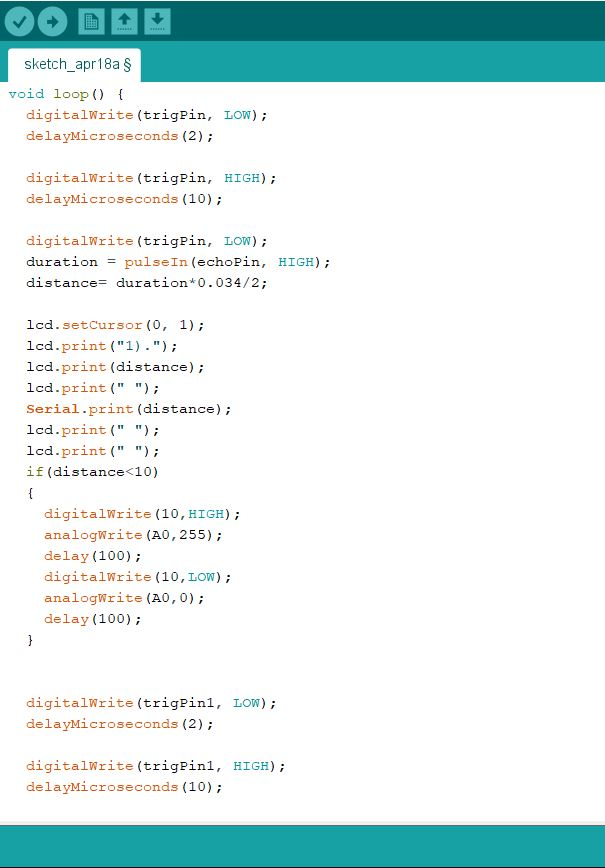 sketch_apr18a §
void loop() {
  digitalWrite(trigPin, LOW);
  delayMicroseconds(2);

  digitalWrite(trigPin, HIGH);
  delayMicroseconds(10);

  digitalWrite(trigPin, LOW);
  duration = pulseIn(echoPin, HIGH);
  distance= duration*0.034/2;

  lcd.setCursor(0, 1);
  lcd.print("1).");
  lcd.print(distance);
  lcd.print(" ");
  Serial.print(distance);
  lcd.print(" ");
  lcd.print(" ");
  if(distance<10)
  {
    digitalWrite(10,HIGH);
    analogWrite(A0,255);
    delay(100);
    digitalWrite(10,LOW);
    analogWrite(A0,0);
    delay(100);
  }


  digitalWrite(trigPin1, LOW);
  delayMicroseconds(2);

  digitalWrite(trigPin1, HIGH);
  delayMicroseconds(10);